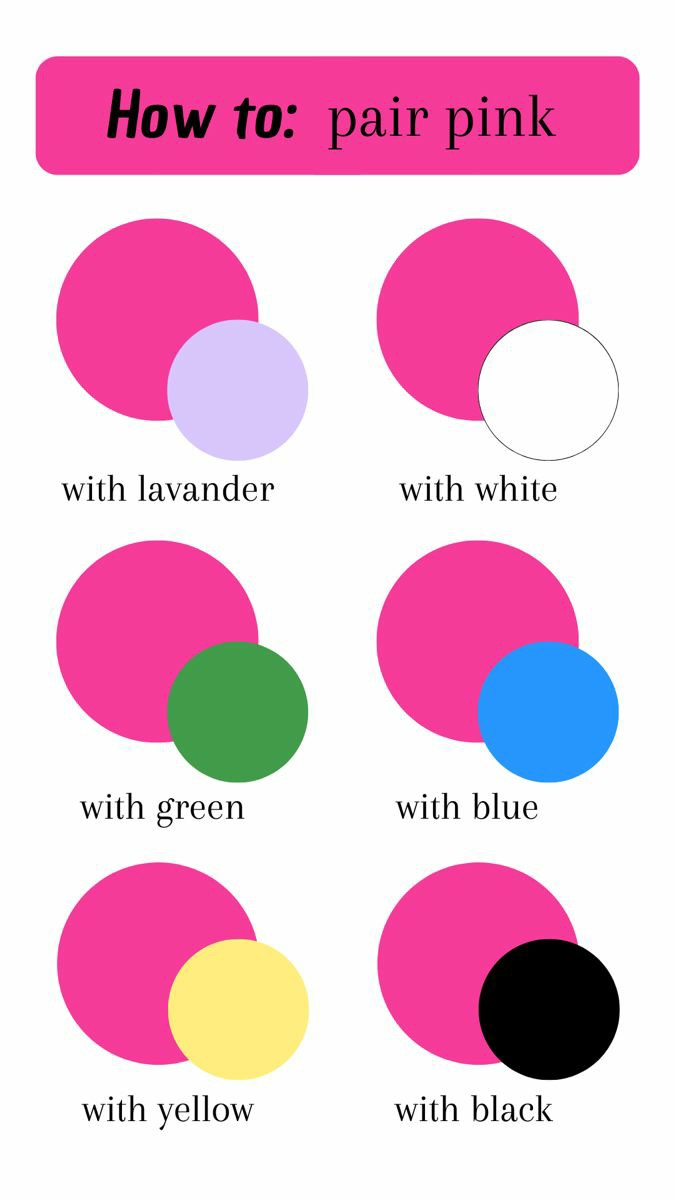 How to: pair pink
with lavander
with white
with green
with blue
with yellow
with black